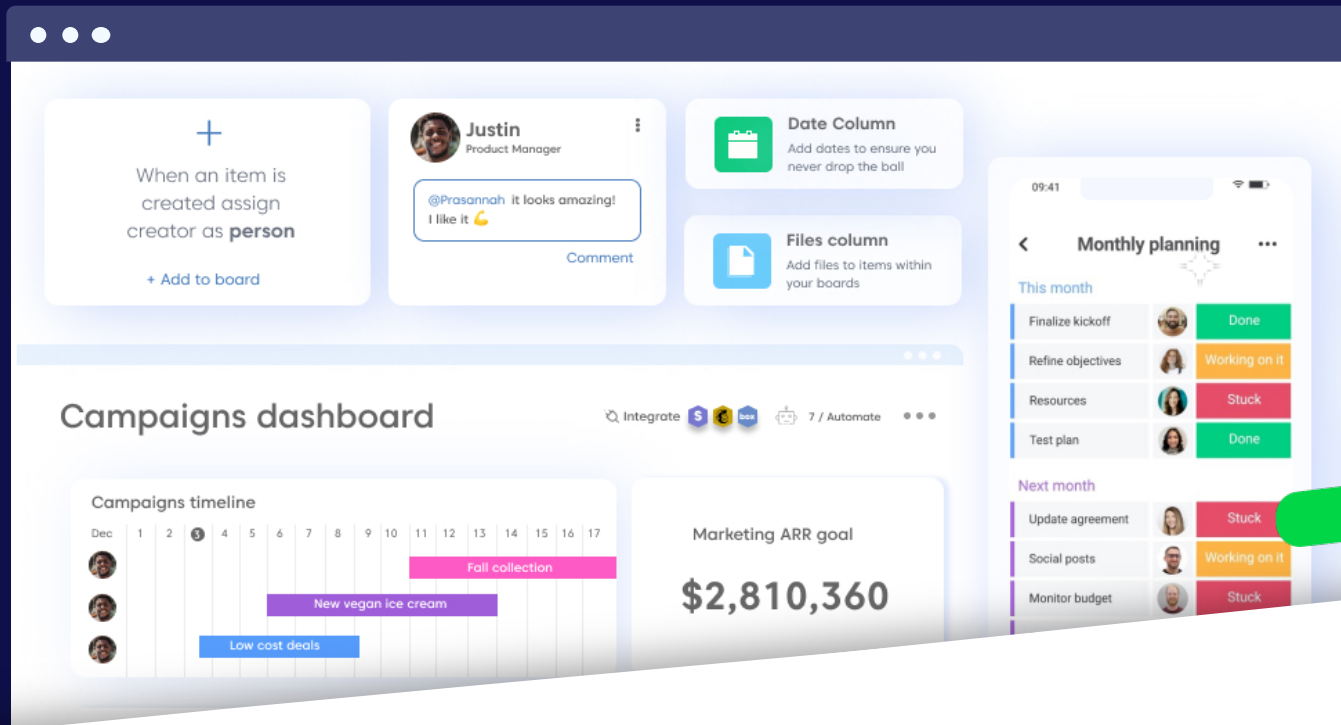 When an item is
created assign
creator as person
+ Add to board
Justin
Product Manager
@Prasannah it looks amazing!
I like it 💪
Comment
Date Column
Add dates to ensure you
never drop the ball
Files column
Add files to items within
your boards
Campaigns dashboard
Integrate S box 7 / Automate
Campaigns timeline
Dec 1 2 3 4 5 6 7 8 9 10 11 12 13 14 15 16 17
Fall collection
New vegan ice cream
Low cost deals
Marketing ARR goal
$2,810,360
09:41
Monthly planning
This month
Finalize kickoff Done
Refine objectives Working on it
Resources Stuck
Test plan Done
Next month
Update agreement Stuck
Social posts Working on it
Monitor budget Stuck